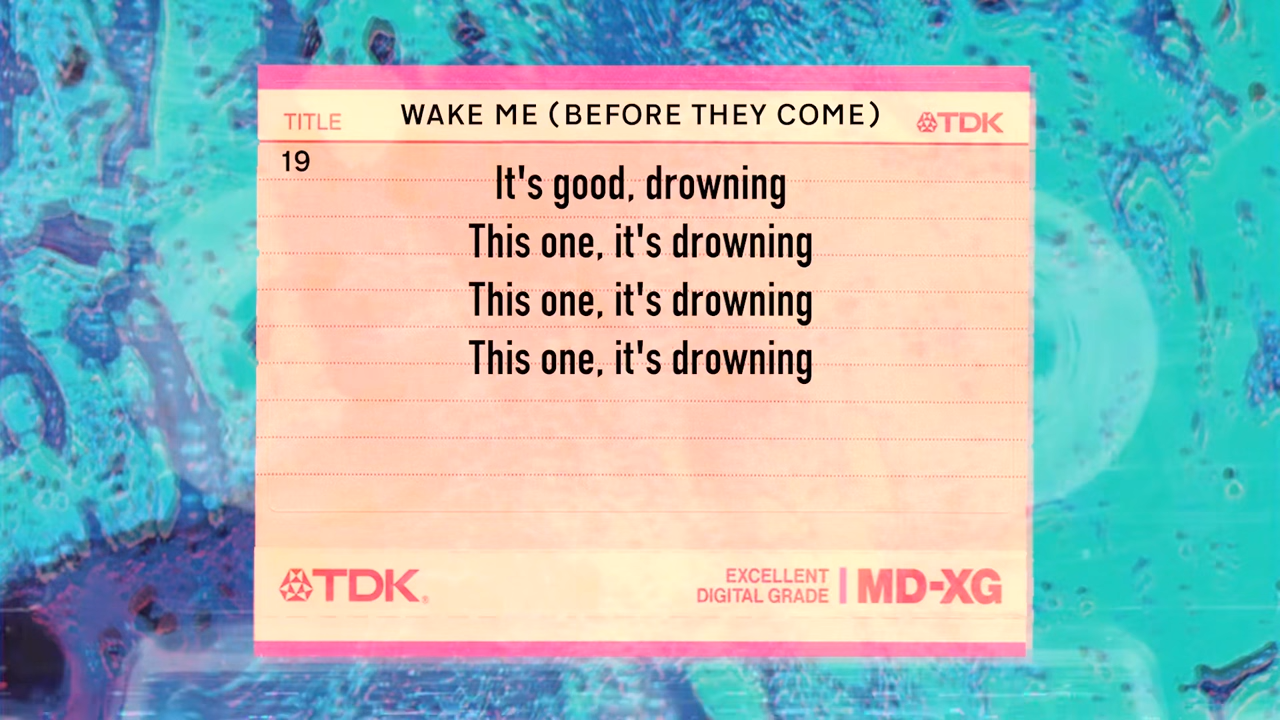 TITLE WAKE ME (BEFORE THEY COME) TDK
19
It's good, drowning
This one, it's drowning
This one, it's drowning
This one, it's drowning
TDK®
EXCELLENT
DIGITAL GRADE | MD-XG